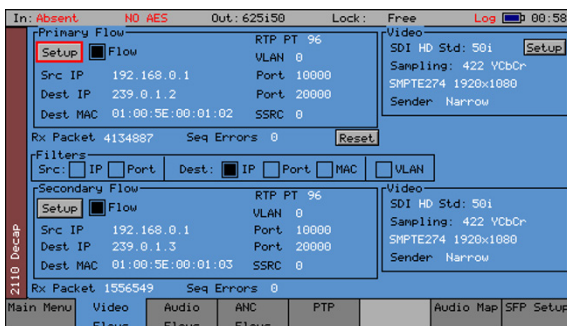 In: Absent NO AES Out: 625i50 Lock: Free Log 00:58
Primary Flow
Setup Flow RTP PT 96
VLAN 0
Src IP 192.168.0.1 Port 10000
Dest IP 239.0.1.2 Port 20000
Dest MAC 01:00:5E:00:01:02 SSRC 0
Video
SDI HD Std: 50i Setup
Sampling: 422 YCbCr
SMPTE274 1920x1080
Sender Narrow
Rx Packet 4134887 Seq Errors 0 Reset
Filters
Src: IP Port Dest: IP Port MAC VLAN
Secondary Flow
Setup Flow RTP PT 96
VLAN 0
Src IP 192.168.0.1 Port 10000
Dest IP 239.0.1.3 Port 20000
Dest MAC 01:00:5E:00:01:03 SSRC 0
Video
SDI HD Std: 50i
Sampling: 422 YCbCr
SMPTE274 1920x1080
Sender Narrow
Rx Packet 1556549 Seq Errors 0
2110 Decap
Main Menu Video Audio ANC PTP Audio Map SFP Setup